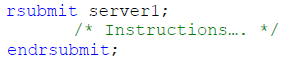 rsubmit server1;
/* Instructions…. */
endrsubmit;